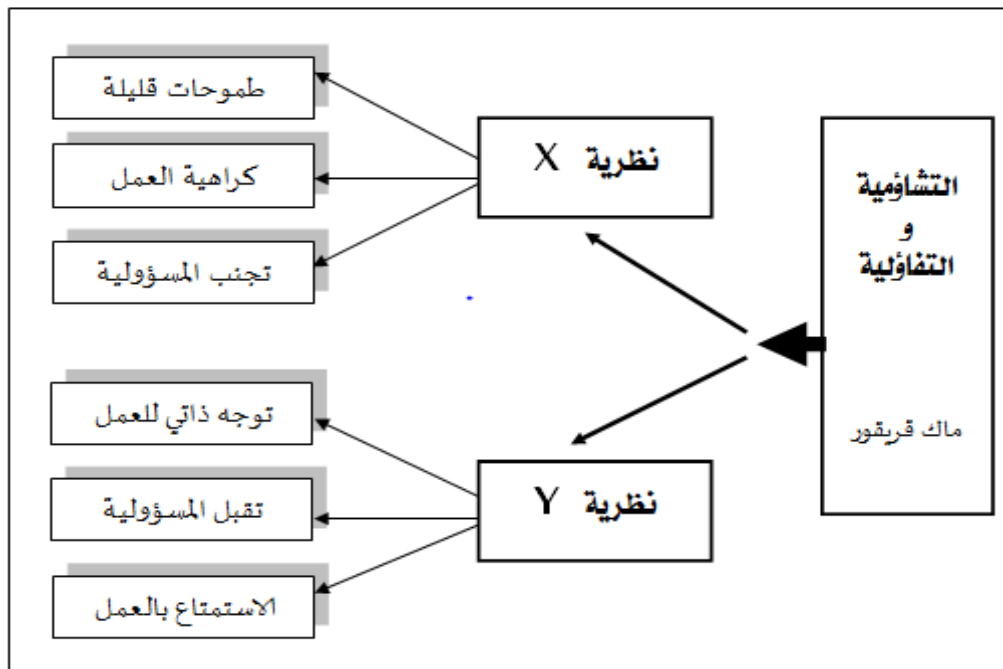 التشاؤمية
و
التفاؤلية
ماك قريقور
نظرية X
طموحات قليلة
كراهية العمل
تجنب المسؤولية
نظرية Y
توجه ذاتي للعمل
تقبل المسؤولية
الاستمتاع بالعمل